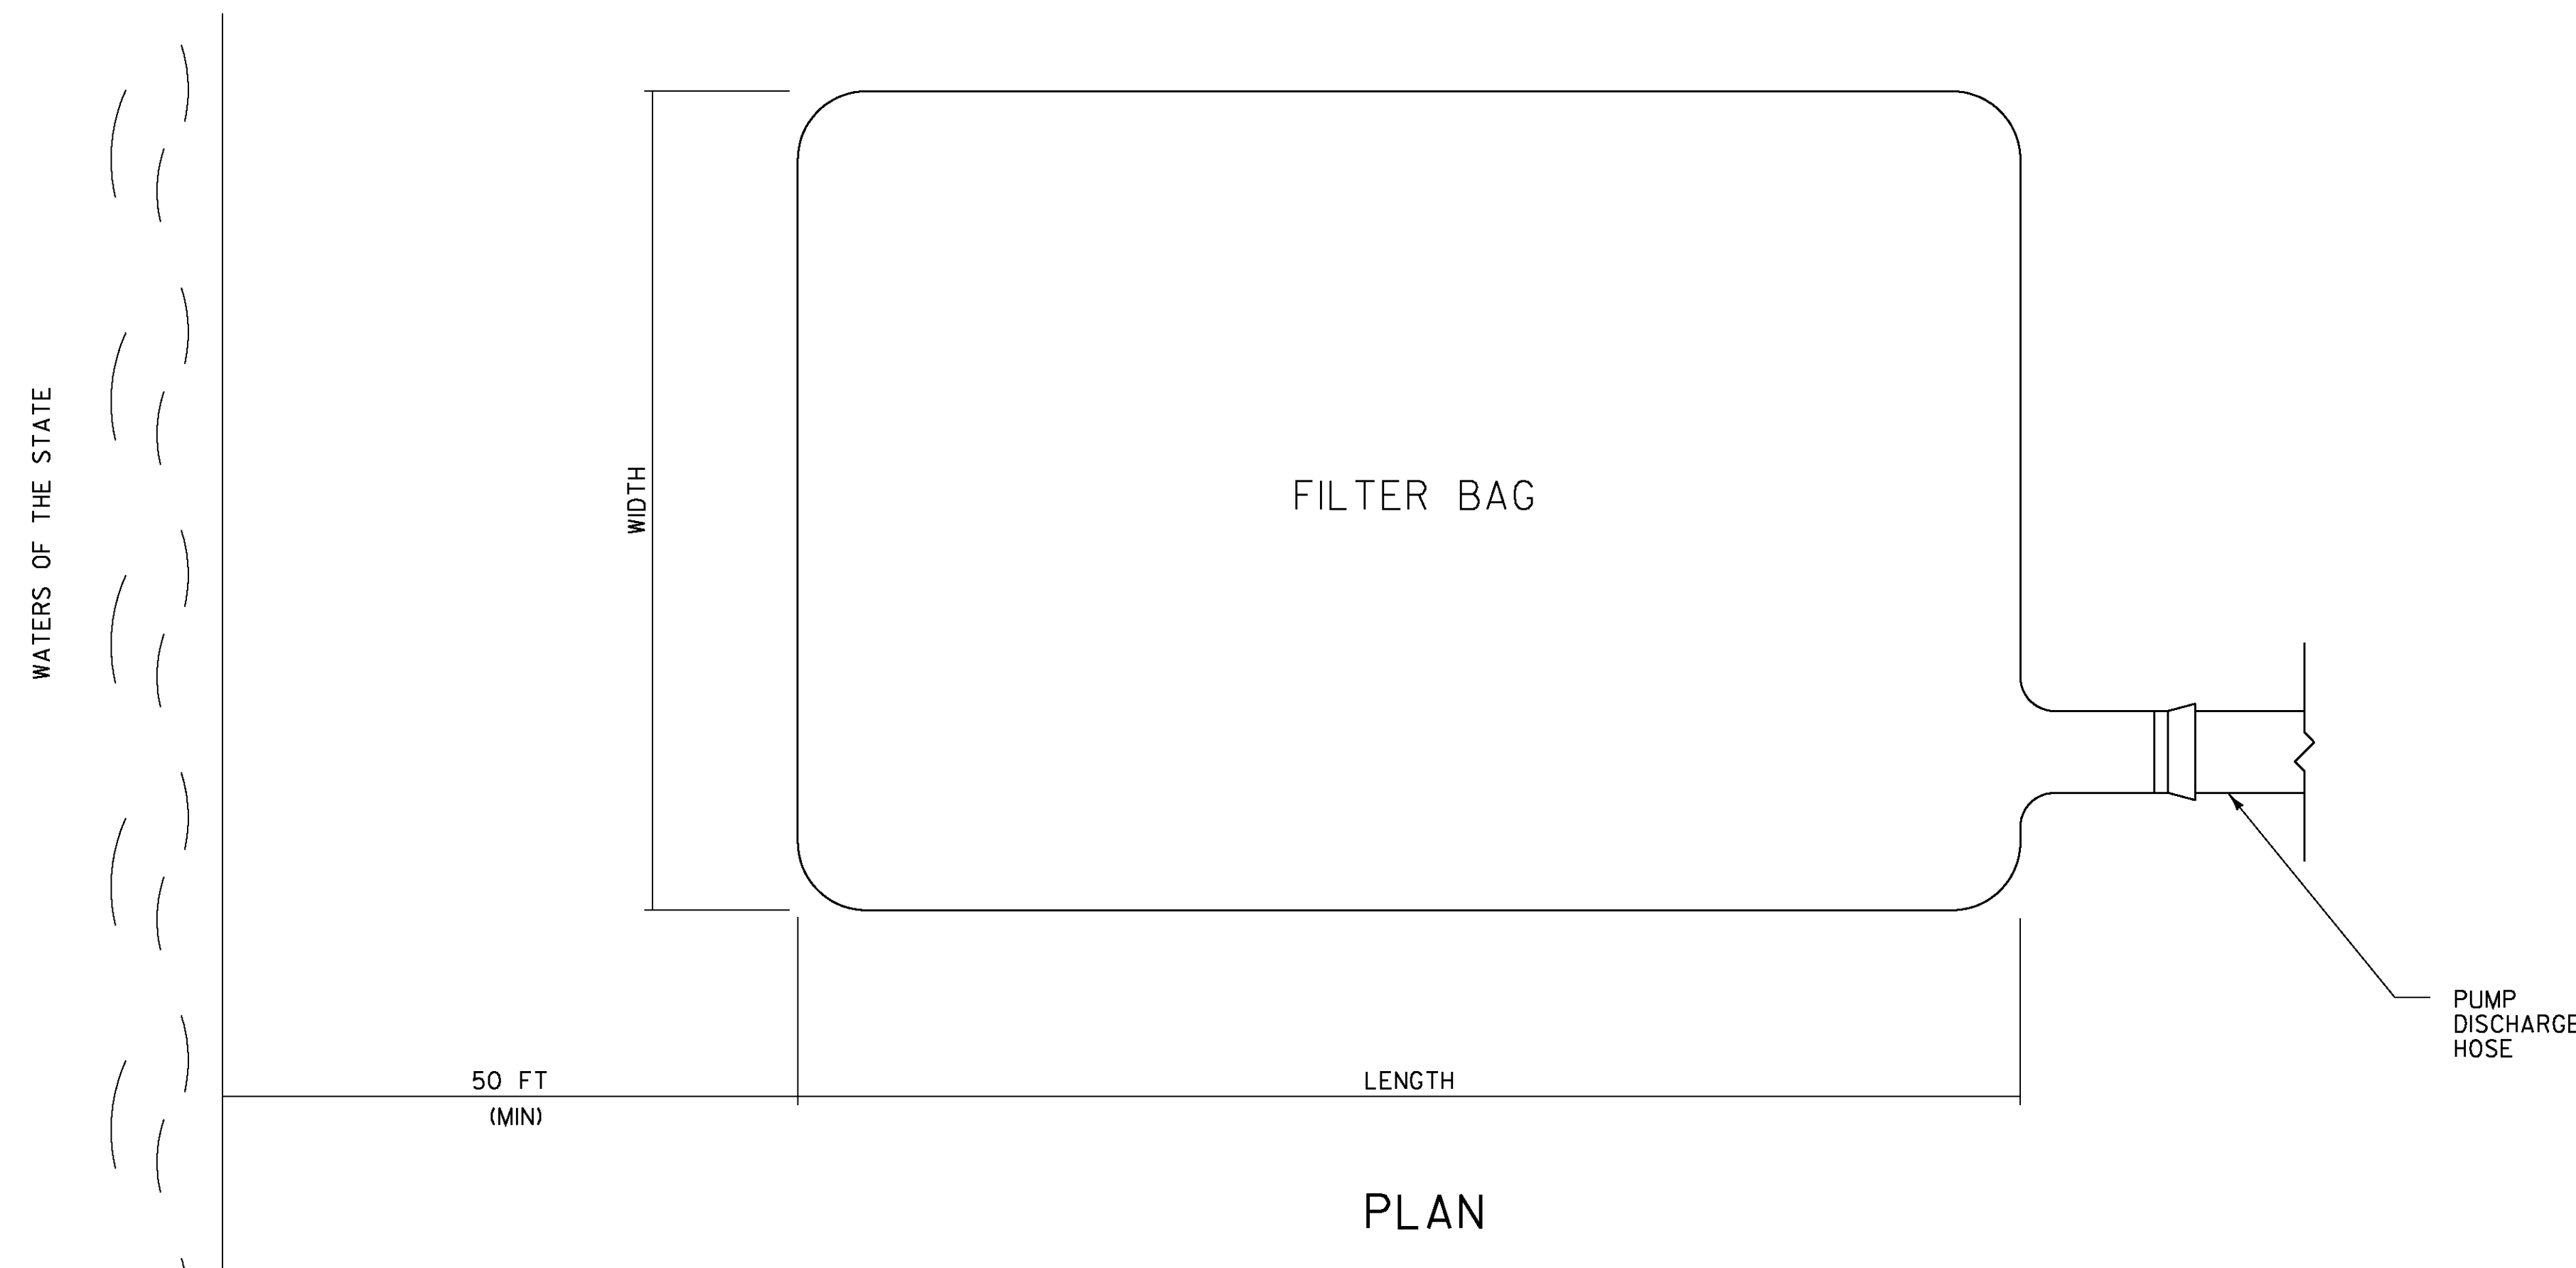 WATERS OF THE STATE
WIDTH
FILTER BAG
PUMP
DISCHARGE
HOSE
50 FT
(MIN)
LENGTH
PLAN